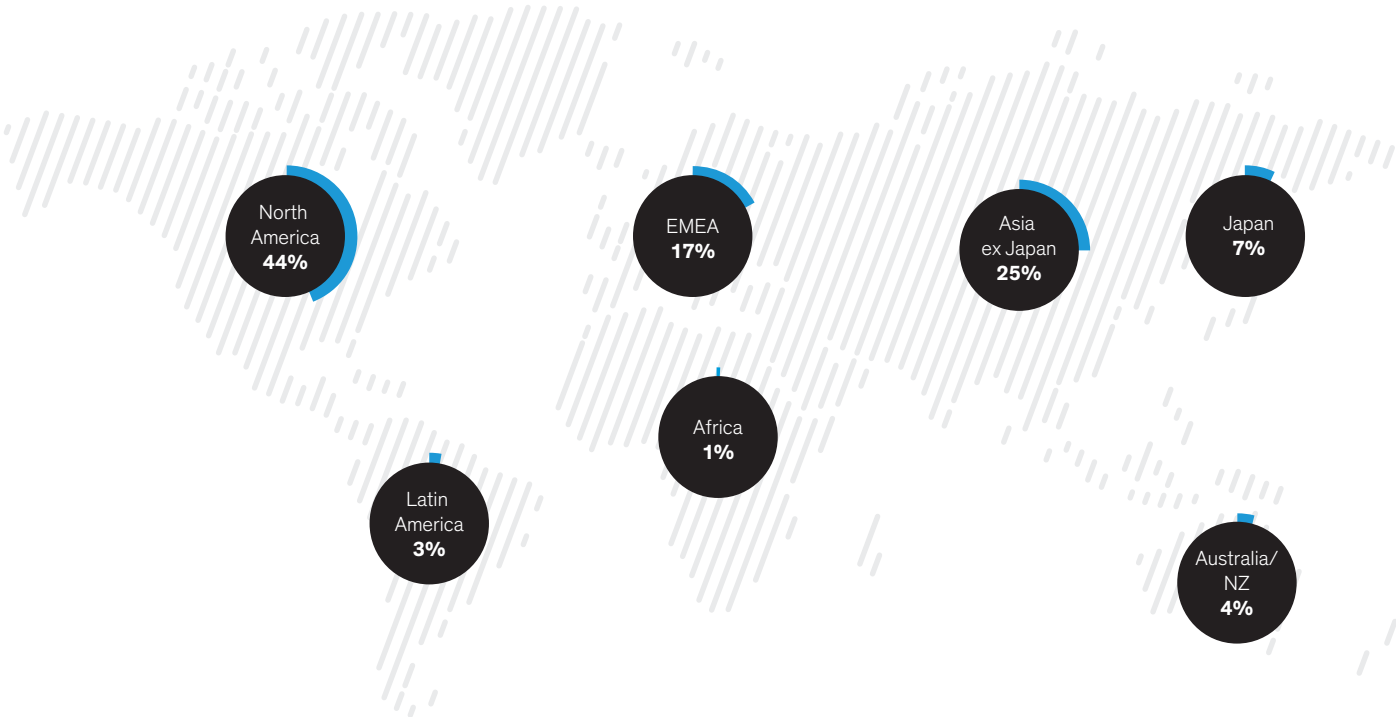 North
America
44%
EMEA
17%
Asia
ex Japan
25%
Japan
7%
Africa
1%
Latin
America
3%
Australia/
NZ
4%